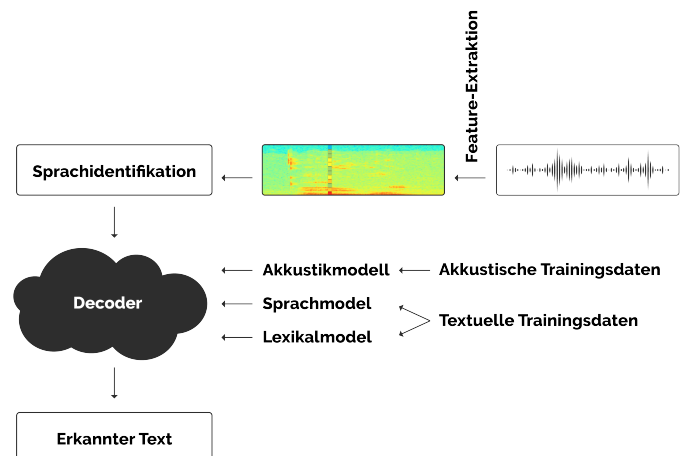 Feature-Extraktion
Sprachidentifikation
Decoder
Akkustikmodell
Akkustische Trainingsdaten
Sprachmodel
Textuelle Trainingsdaten
Lexikalmodel
Erkannter Text